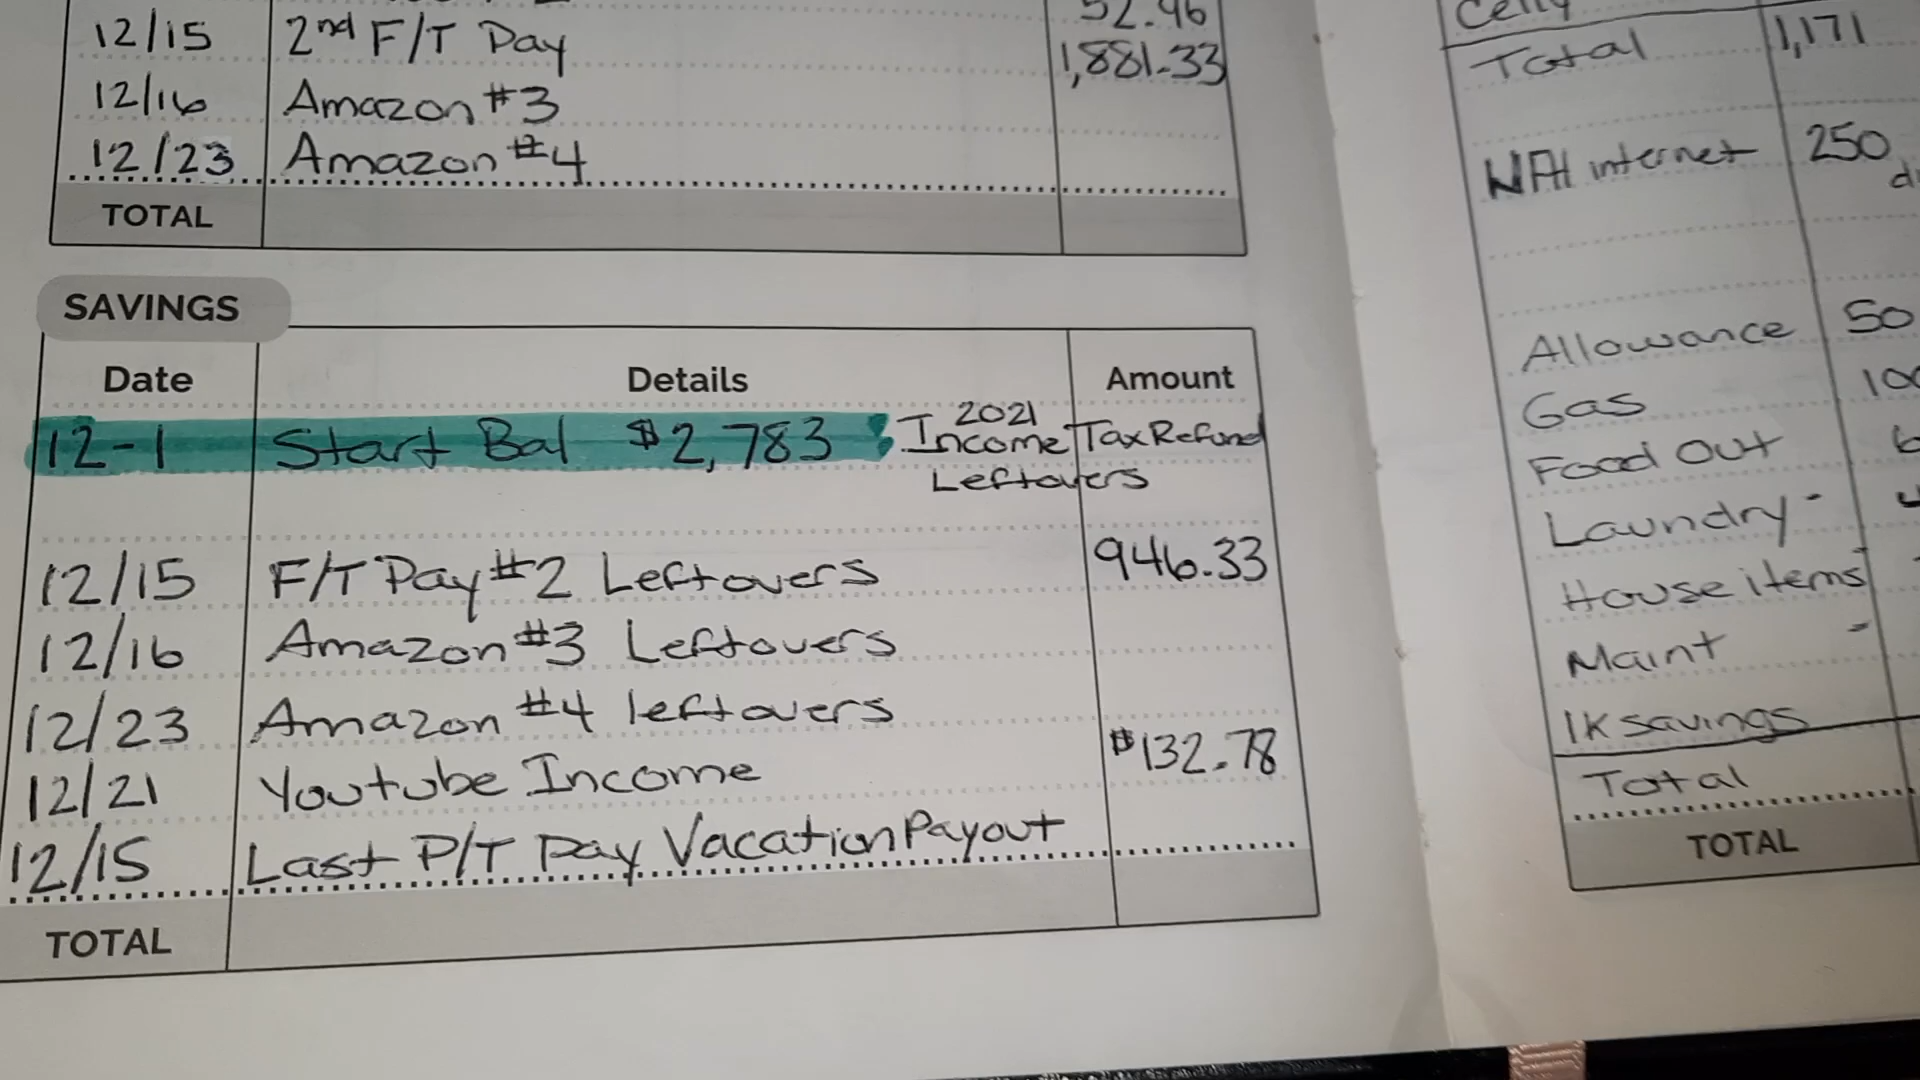 52.46
12/15 2nd F/T Pay 1,881.33
12/16 Amazon #3
12/23 Amazon #4
TOTAL
SAVINGS
Date Details Amount
12-1 Start Bal $2,783 2021 Income Tax Refund Leftovers
12/15 F/T Pay #2 Leftovers 946.33
12/16 Amazon #3 Leftovers
12/23 Amazon #4 leftovers
12/21 Youtube Income $132.78
12/15 Last P/T Pay Vacation Payout
TOTAL
Total 1,171
internet 250
Allowance 50
Gas
Food Out
Laundry -
House items -
Maint -
1K savings
Total
TOTAL